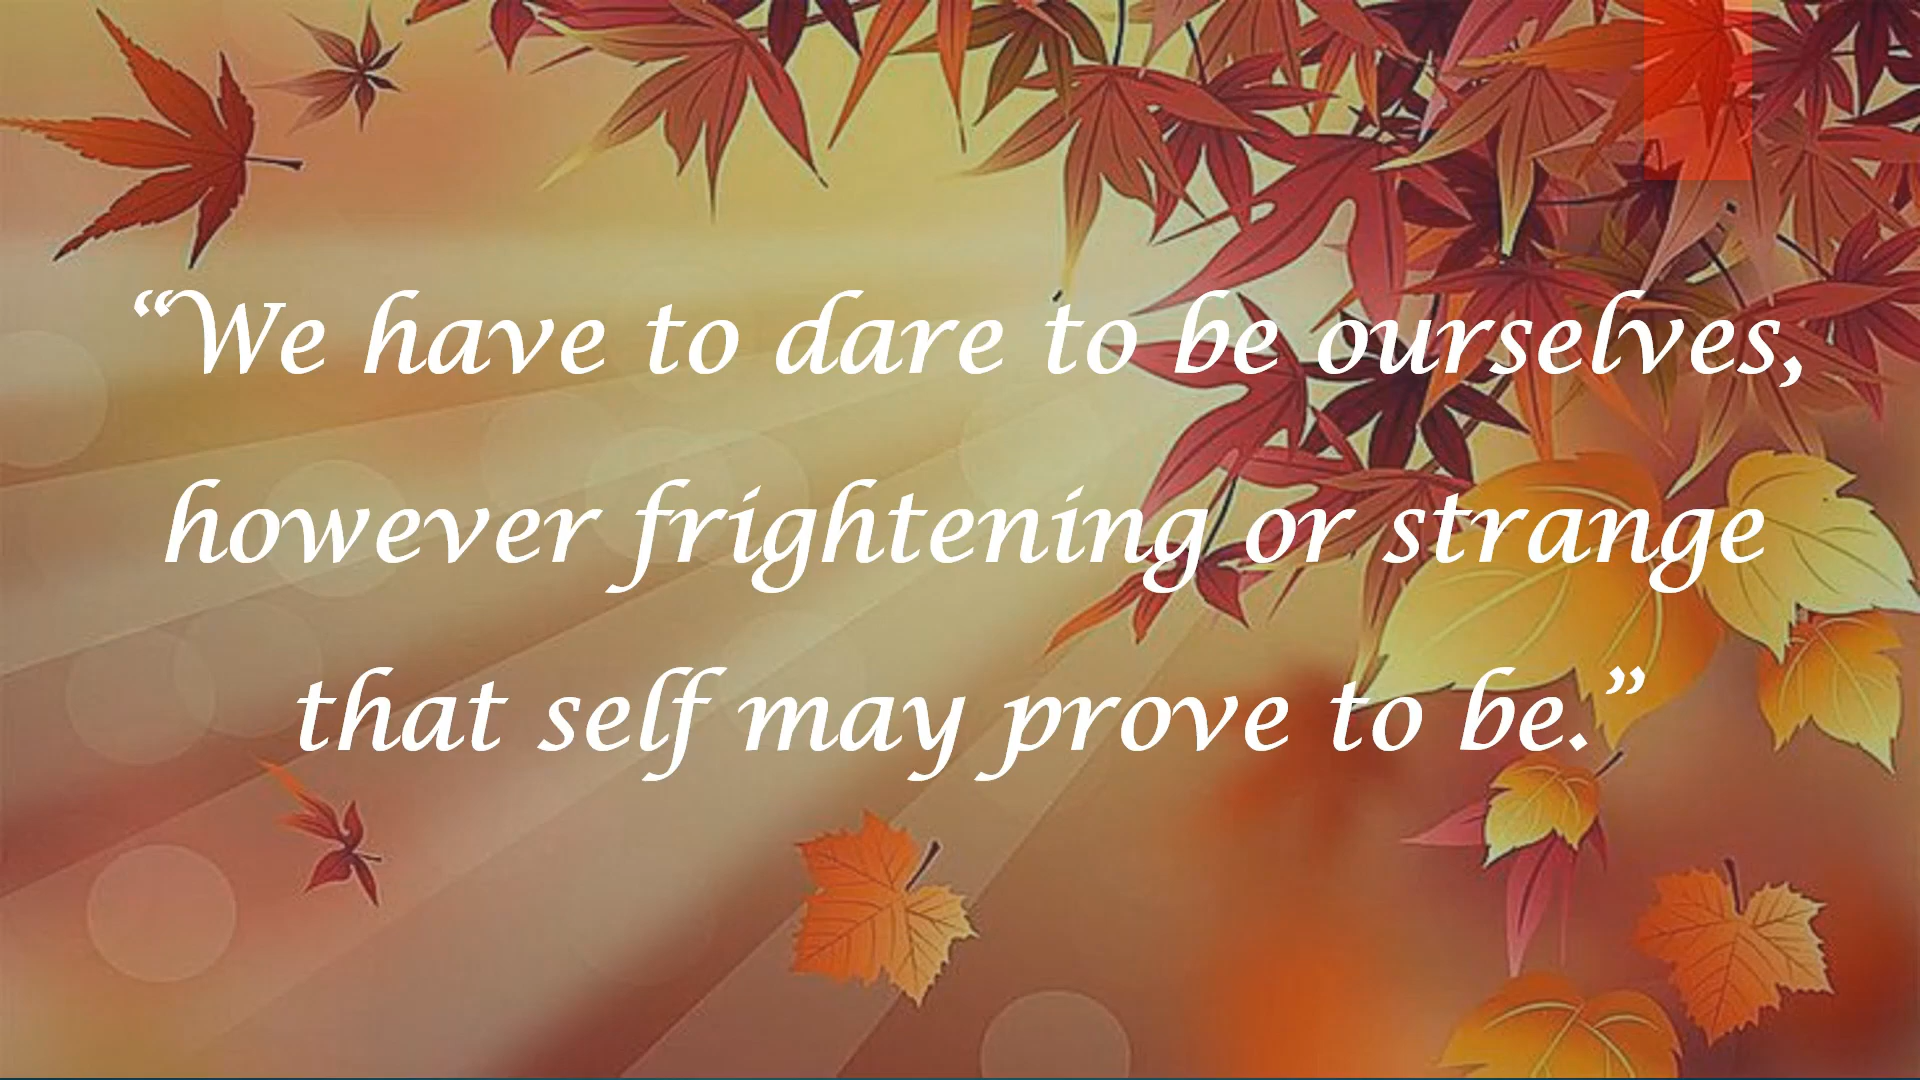 “We have to dare to be ourselves,
however frightening or strange
that self may prove to be.”